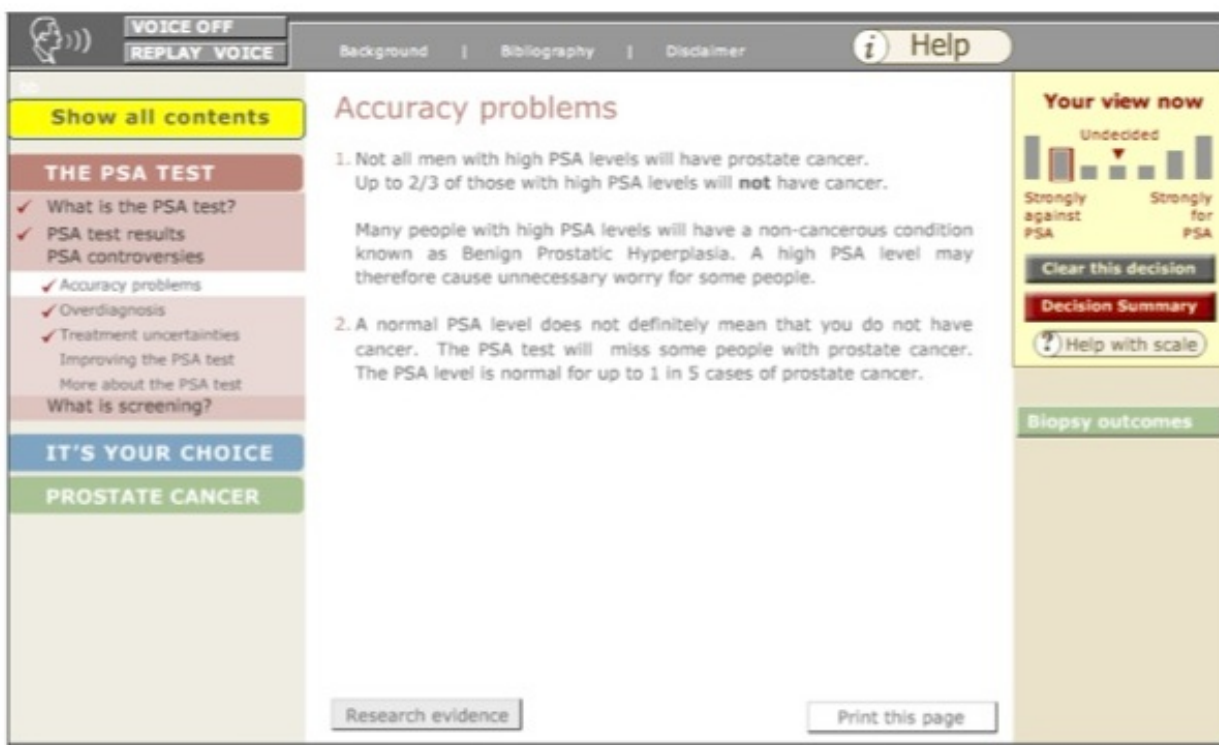 VOICE OFF
REPLAY VOICE
Background | Bibliography | Disclaimer
i Help
Show all contents
THE PSA TEST
What is the PSA test?
PSA test results
PSA controversies
Accuracy problems
Overdiagnosis
Treatment uncertainties
Improving the PSA test
More about the PSA test
What is screening?
IT'S YOUR CHOICE
PROSTATE CANCER
Accuracy problems
1. Not all men with high PSA levels will have prostate cancer.
Up to 2/3 of those with high PSA levels will not have cancer.
Many people with high PSA levels will have a non-cancerous condition
known as Benign Prostatic Hyperplasia. A high PSA level may
therefore cause unnecessary worry for some people.
2. A normal PSA level does not definitely mean that you do not have
cancer. The PSA test will miss some people with prostate cancer.
The PSA level is normal for up to 1 in 5 cases of prostate cancer.
Research evidence
Print this page
Your view now
Undecided
Strongly against PSA
Strongly for PSA
Clear this decision
Decision Summary
? Help with scale
Biopsy outcomes